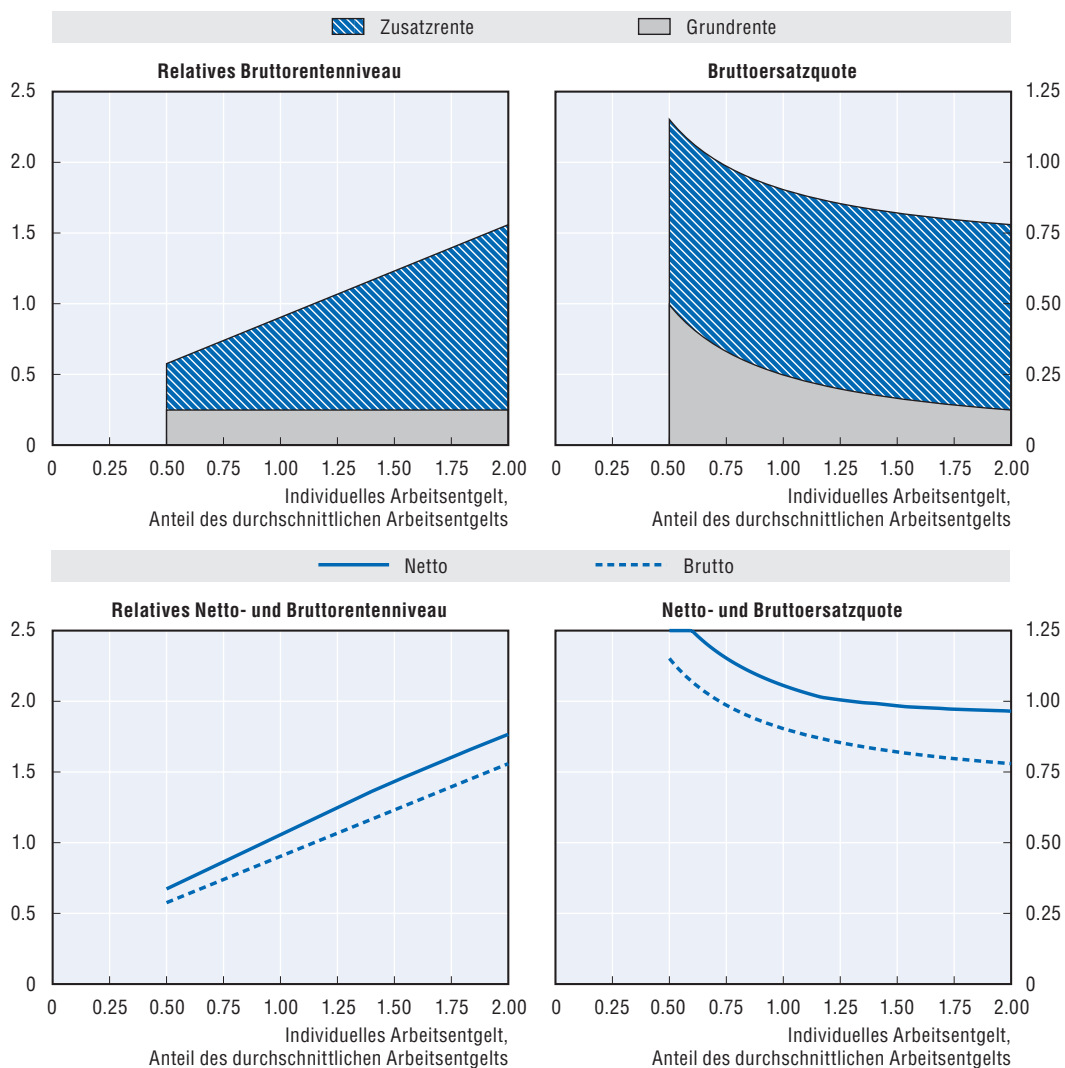 Zusatzrente Grundrente
Relatives Bruttorentenniveau Bruttoersatzquote
2.5 1.25
2.0 1.00
1.5 0.75
1.0 0.50
0.5 0.25
0 0
0 0.25 0.50 0.75 1.00 1.25 1.50 1.75 2.00 0 0.25 0.50 0.75 1.00 1.25 1.50 1.75 2.00
Individuelles Arbeitsentgelt, Individuelles Arbeitsentgelt,
Anteil des durchschnittlichen Arbeitsentgelts Anteil des durchschnittlichen Arbeitsentgelts
Netto Brutto
Relatives Netto- und Bruttorentenniveau Netto- und Bruttoersatzquote
2.5 1.25
2.0 1.00
1.5 0.75
1.0 0.50
0.5 0.25
0 0
0 0.25 0.50 0.75 1.00 1.25 1.50 1.75 2.00 0 0.25 0.50 0.75 1.00 1.25 1.50 1.75 2.00
Individuelles Arbeitsentgelt, Individuelles Arbeitsentgelt,
Anteil des durchschnittlichen Arbeitsentgelts Anteil des durchschnittlichen Arbeitsentgelts